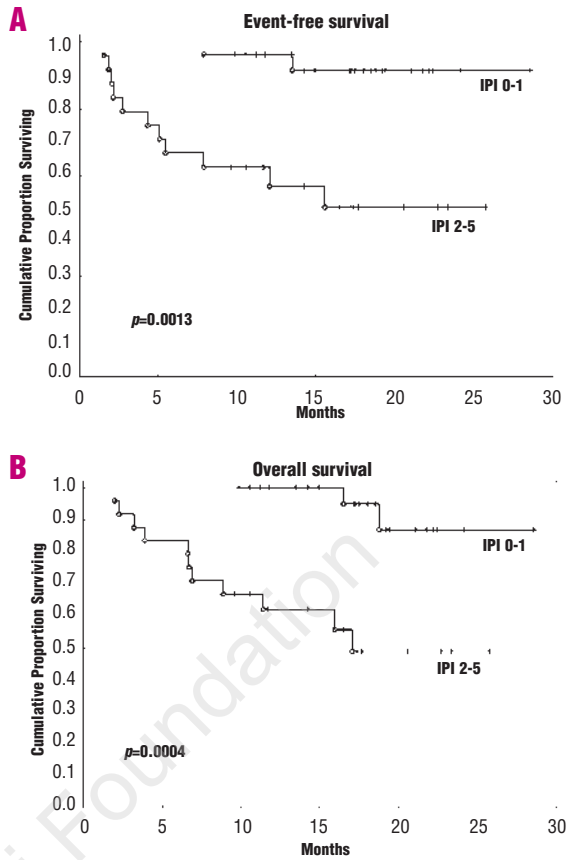 A
Event-free survival
Cumulative Proportion Surviving
1.0
0.9
0.8
0.7
0.6
0.5
0.4
0.3
0.2
0.1
0.0
IPI 0-1
IPI 2-5
p=0.0013
0 5 10 15 20 25 30
Months
B
Overall survival
Cumulative Proportion Surviving
1.0
0.9
0.8
0.7
0.6
0.5
0.4
0.3
0.2
0.1
0.0
IPI 0-1
IPI 2-5
p=0.0004
0 5 10 15 20 25 30
Months
Foundation